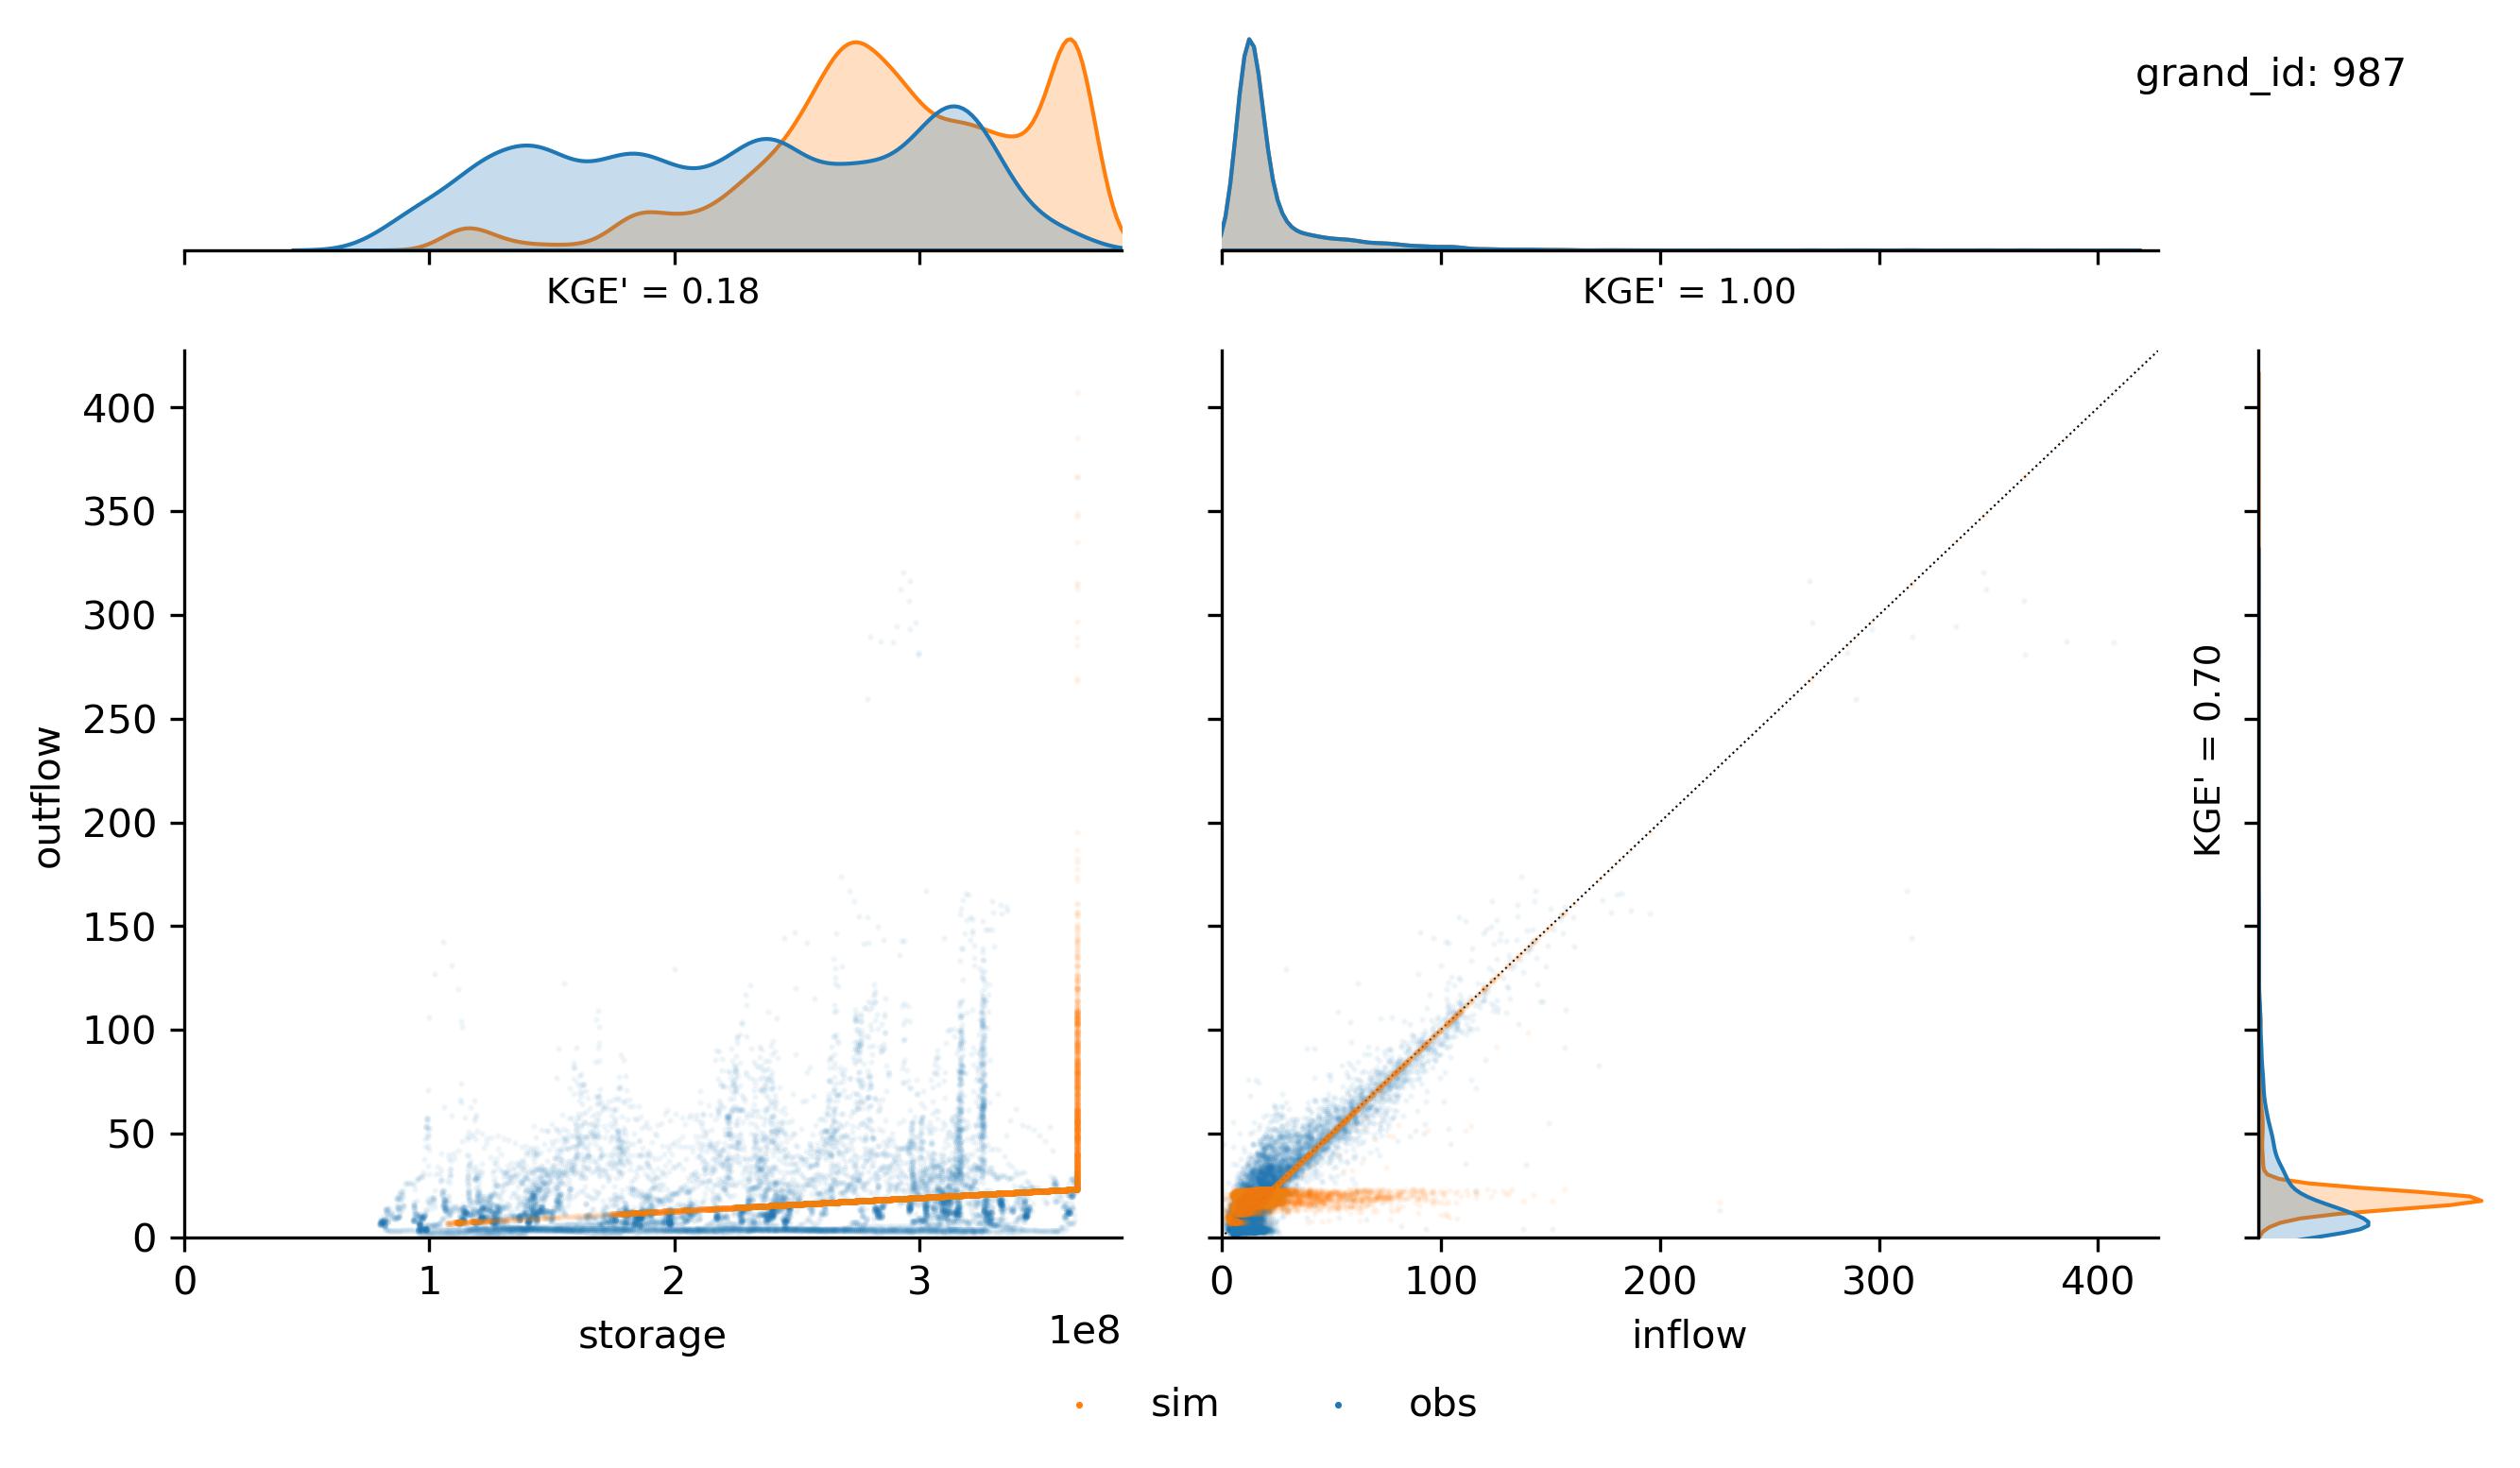 grand_id: 987
KGE' = 0.18
KGE' = 1.00
400
350
300
250
200
150
100
50
0
outflow
KGE' = 0.70
0 1 2 3
1e8
storage
0 100 200 300 400
inflow
sim obs